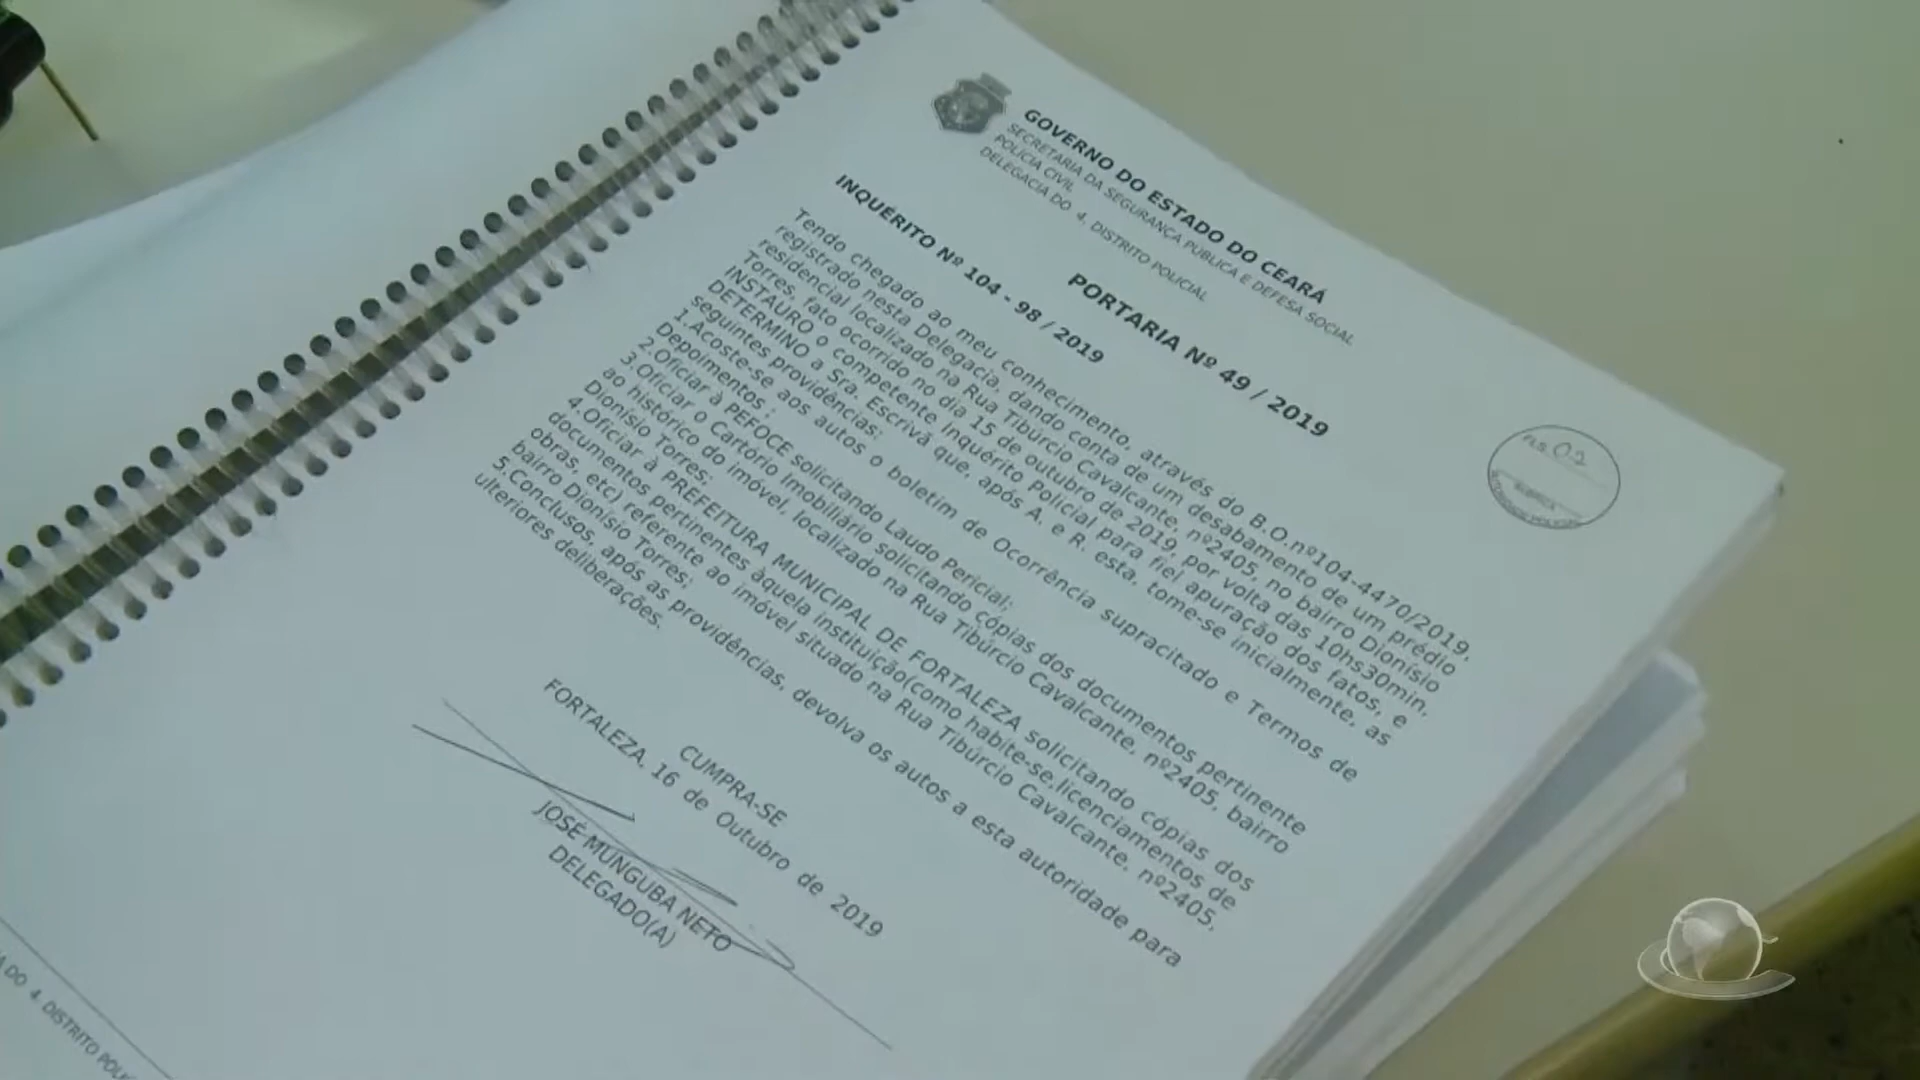 GOVERNO DO ESTADO DO CEARÁ
SECRETARIA DA SEGURANÇA PÚBLICA E DEFESA SOCIAL
POLÍCIA CIVIL
DELEGACIA DO 4. DISTRITO POLICIAL
PORTARIA Nº 49 / 2019
INQUÉRITO Nº 104 - 98 / 2019
Tendo chegado ao meu conhecimento, através do B.O.nº104-4470/2019,
registrado nesta Delegacia, dando conta de um desabamento de um prédio
residencial localizado na Rua Tibúrcio Cavalcante, nº2405, no bairro Dionísio
Torres, fato ocorrido no dia 15 de outubro de 2019, por volta das 10hs30min,
INSTAURO o competente Inquérito Policial para fiel apuração dos fatos, e
DETERMINO a Sra. Escrivã que, após A. e R. esta, tome-se inicialmente, as
seguintes providências:
1.Acoste-se aos autos o boletim de Ocorrência supracitado e Termos de
Depoimentos ;
2.Oficiar à PEFOCE solicitando Laudo Pericial;
3.Oficiar o Cartório Imobiliário solicitando cópias dos documentos pertinente
ao histórico do imóvel, localizado na Rua Tibúrcio Cavalcante, nº2405, bairro
Dionísio Torres;
4.Oficiar à PREFEITURA MUNICIPAL DE FORTALEZA solicitando cópias dos
documentos pertinentes àquela instituição(como habite-se,licenciamentos de
obras, etc) referente ao imóvel situado na Rua Tibúrcio Cavalcante, nº2405,
bairro Dionísio Torres;
5.Conclusos, após as providências, devolva os autos a esta autoridade para
ulteriores deliberações.
CUMPRA-SE
FORTALEZA, 16 de Outubro de 2019
JOSÉ MUNGUBA NETO
DELEGADO(A)
DO 4. DISTRITO